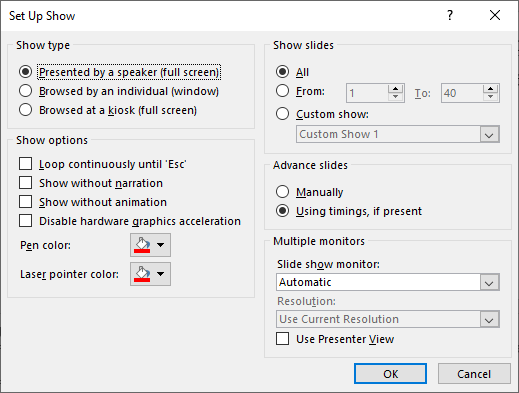 Set Up Show
?
Show type
Presented by a speaker (full screen)
Browsed by an individual (window)
Browsed at a kiosk (full screen)
Show options
Loop continuously until 'Esc'
Show without narration
Show without animation
Disable hardware graphics acceleration
Pen color:
Laser pointer color:
Show slides
All
From: 1 To: 40
Custom show:
Custom Show 1
Advance slides
Manually
Using timings, if present
Multiple monitors
Slide show monitor:
Automatic
Resolution:
Use Current Resolution
Use Presenter View
OK Cancel